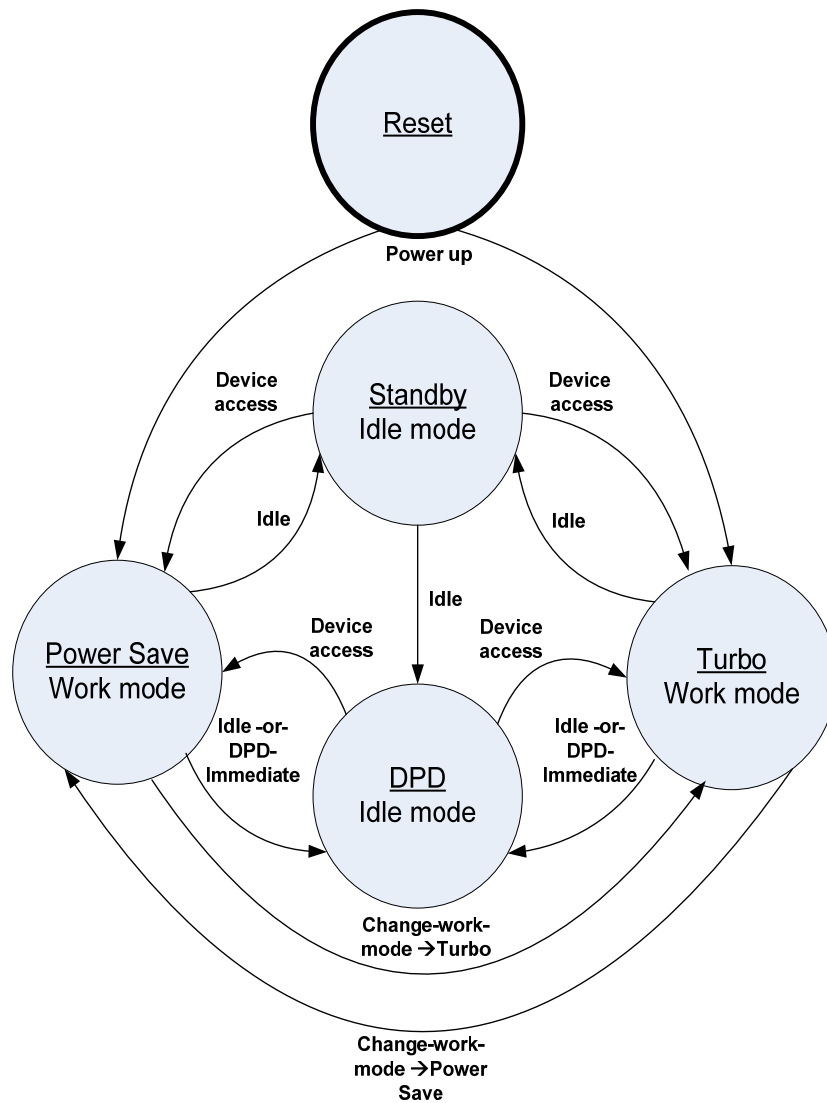 Reset
Power up
Device
access
Standby
Idle mode
Device
access
Idle
Idle
Idle
Power Save
Work mode
Device
access
Device
access
Turbo
Work mode
Idle -or-
DPD-
Immediate
DPD
Idle mode
Idle -or-
DPD-
Immediate
Change-work-
mode →Turbo
Change-work-
mode →Power
Save